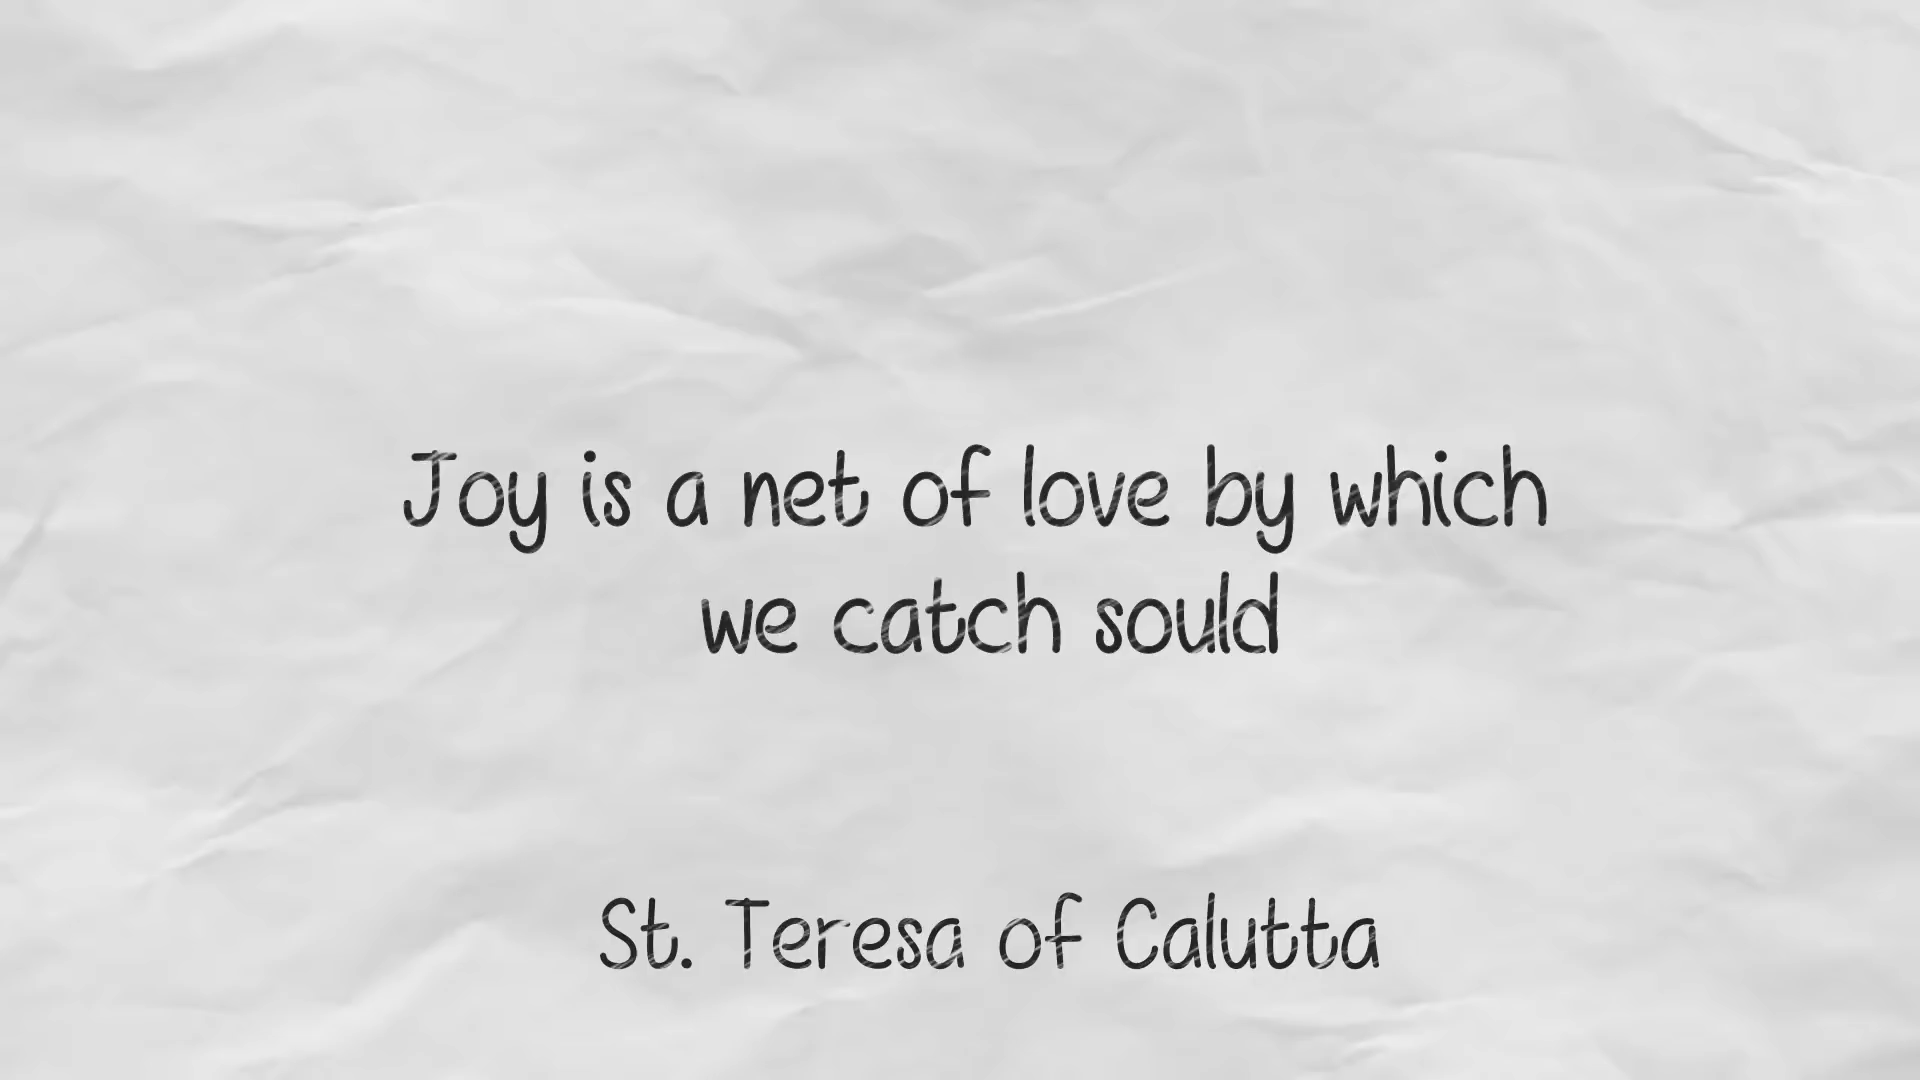 Joy is a net of love by which
we catch sould
St. Teresa of Calutta